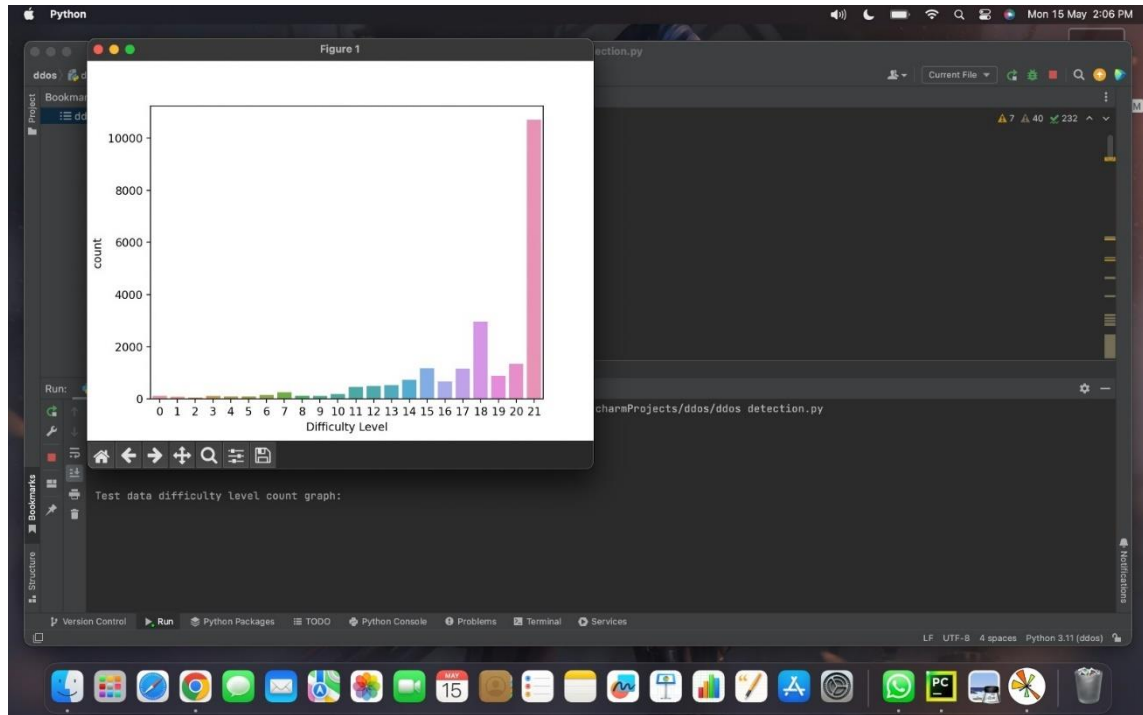 Python
Mon 15 May 2:06 PM
Figure 1
ection.py
ddos
Current File
Project
Bookmar
dd
7 40 232
M
10000
8000
6000
4000
2000
0
count
0 1 2 3 4 5 6 7 8 9 10 11 12 13 14 15 16 17 18 19 20 21
Difficulty Level
Run:
charmProjects/ddos/ddos detection.py
Test data difficulty level count graph:
Bookmarks
Structure
Notifications
Version Control Run Python Packages TODO Python Console Problems Terminal Services
LF UTF-8 4 spaces Python 3.11 (ddos)
MAY
15
PC